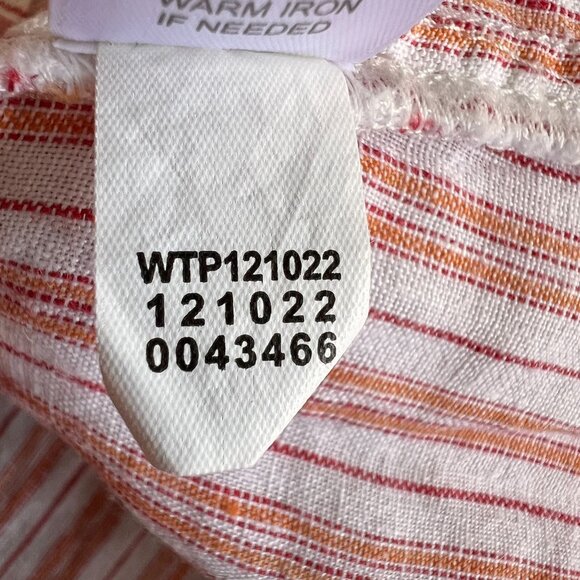 WARM IRON
IF NEEDED
WTP121022
121022
0043466